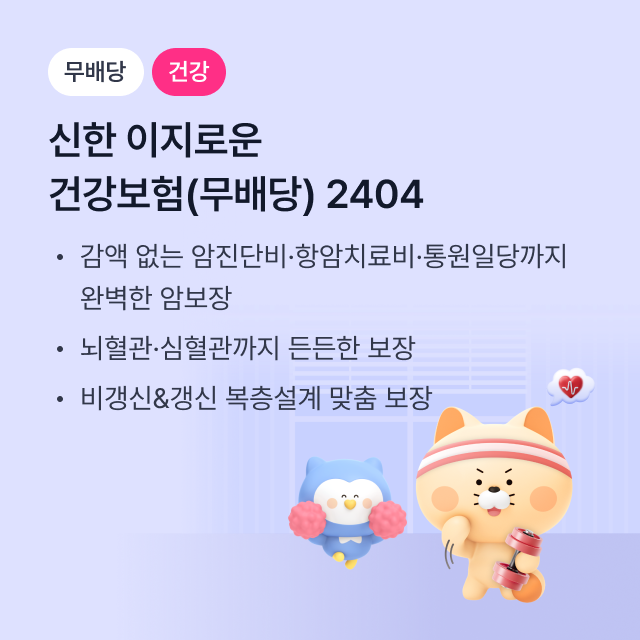 무배당 건강
신한 이지로운
건강보험(무배당) 2404
• 감액 없는 암진단비·항암치료비·통원일당까지
완벽한 암보장
• 뇌혈관·심혈관까지 든든한 보장
• 비갱신&갱신 복층설계 맞춤 보장